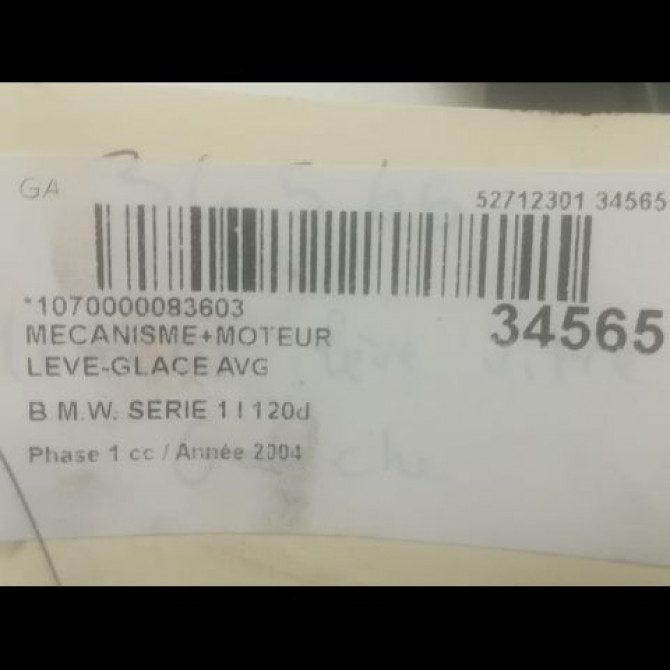 GA
52712301 34565
*1070000083603
34565
MECANISME+MOTEUR
LEVE-GLACE AVG
B M.W. SERIE 1 I 120d
Phase 1 cc / Année 2004